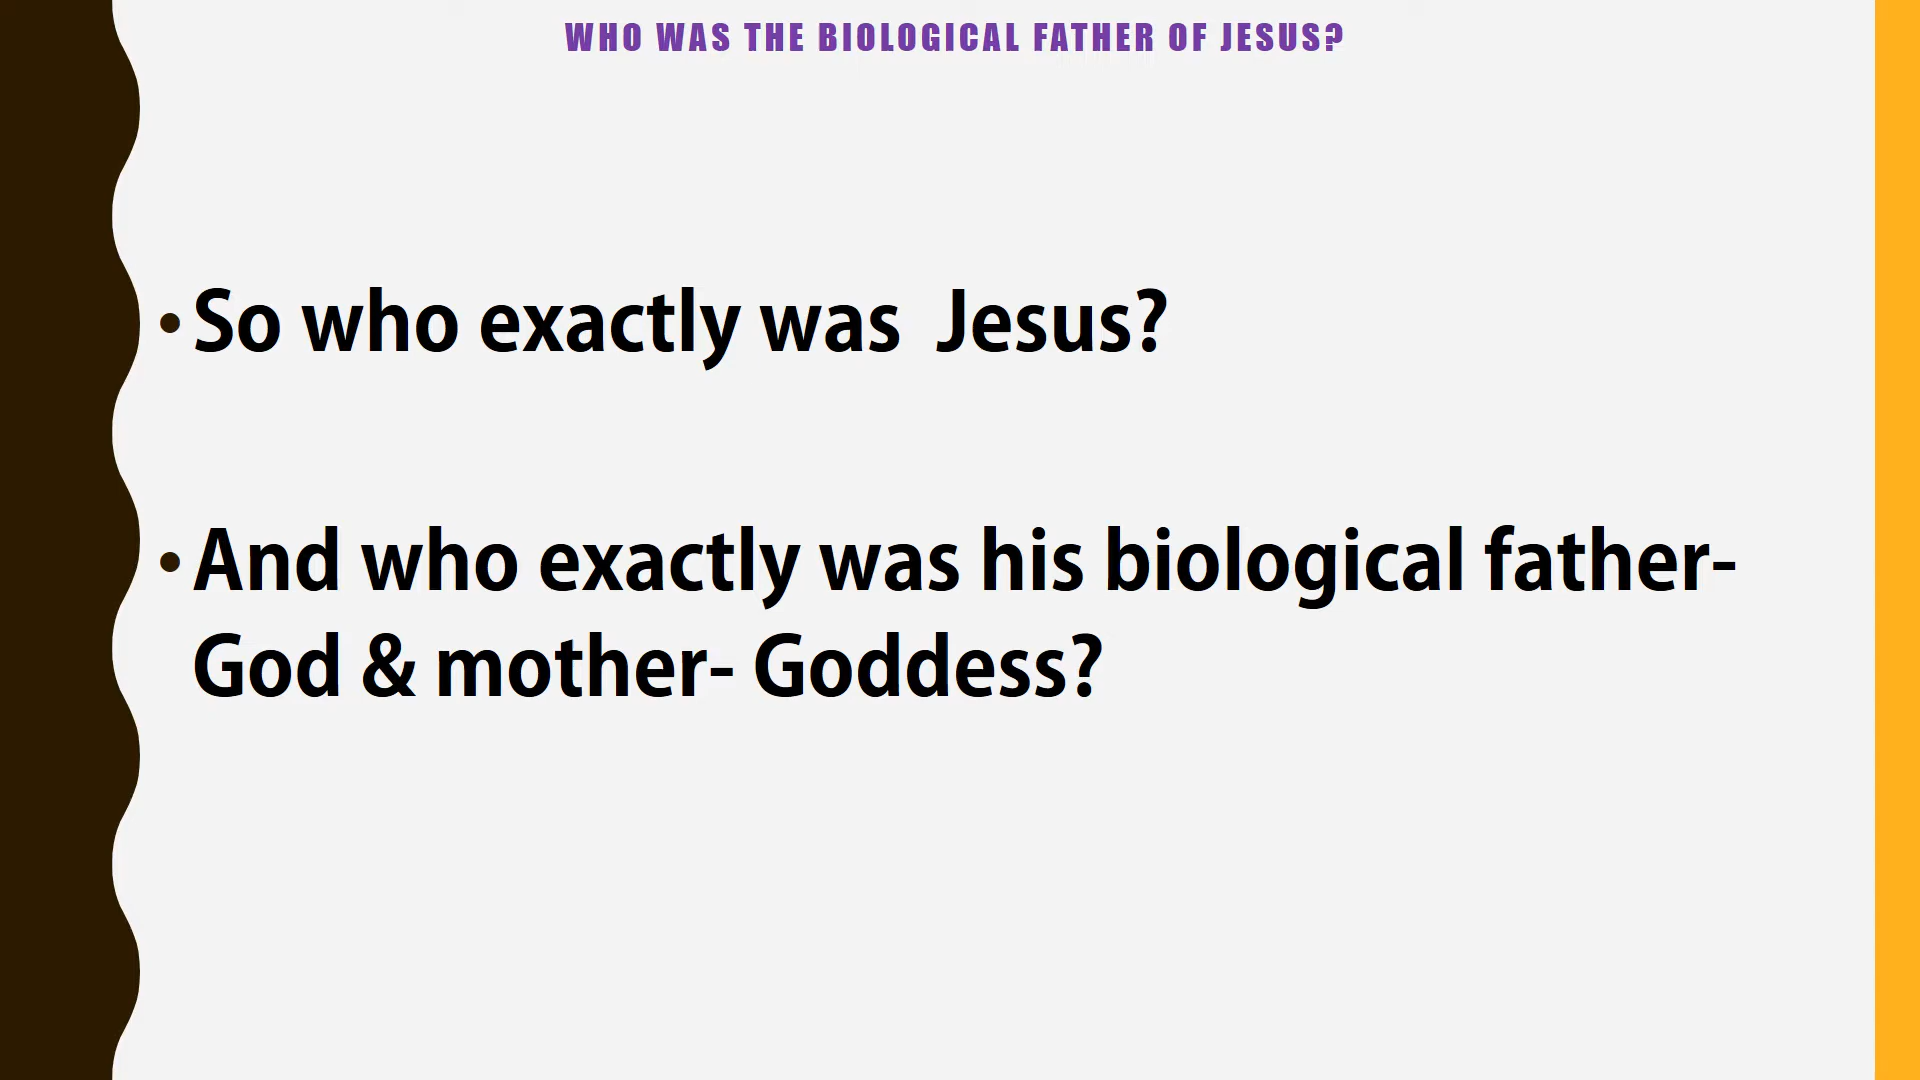 WHO WAS THE BIOLOGICAL FATHER OF JESUS?
•So who exactly was  Jesus?
•And who exactly was his biological father-
God & mother- Goddess?